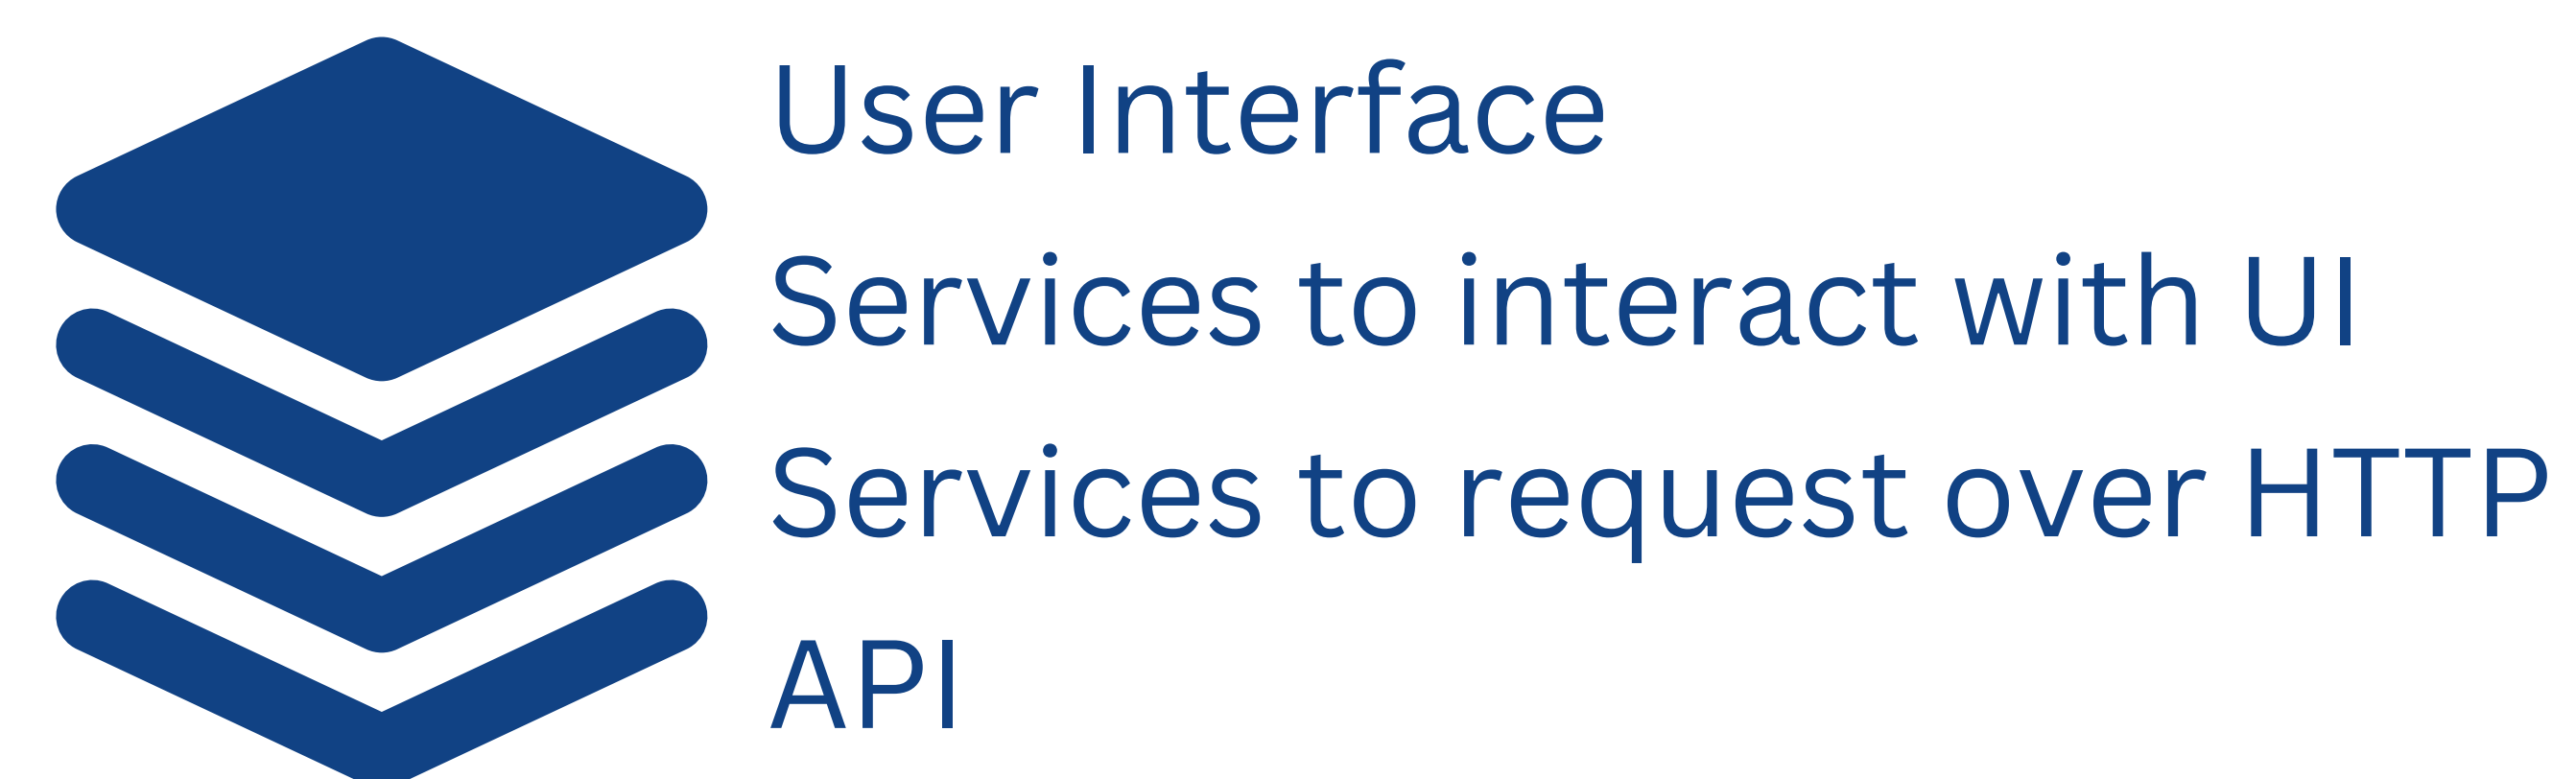 User Interface
Services to interact with UI
Services to request over HTTP
API